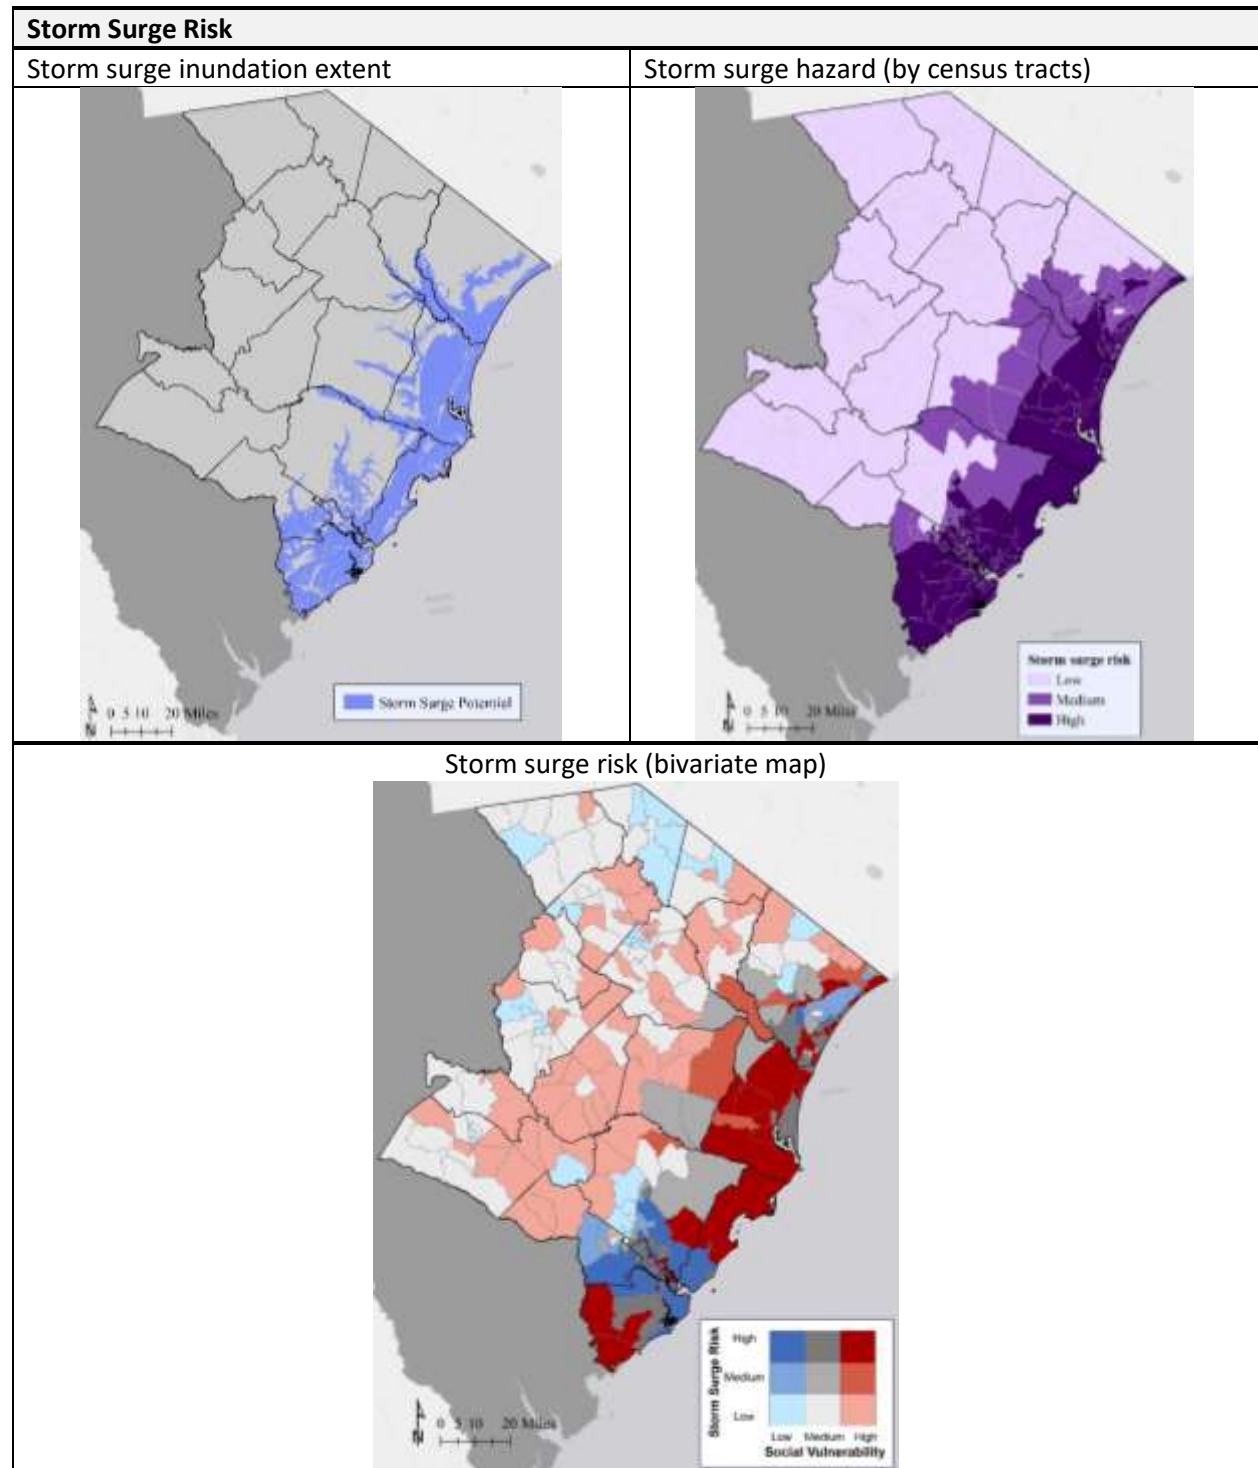 Storm Surge Risk
Storm surge inundation extent
Storm surge hazard (by census tracts)
Storm Surge Potential
0 5 10 20 Miles
N
Storm surge risk
Low
Medium
High
0 5 10 20 Miles
N
Storm surge risk (bivariate map)
Storm Surge Risk
High
Medium
Low
Low Medium High
Social Vulnerability
0 5 10 20 Miles
N